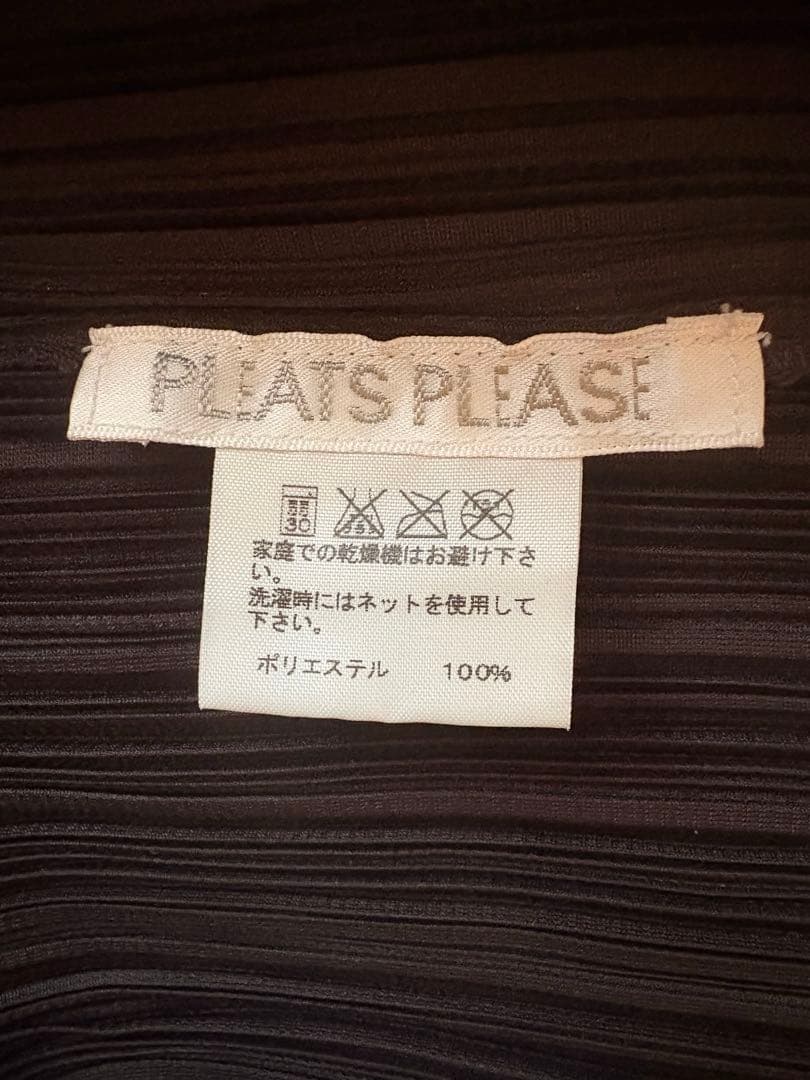 PLEATS PLEASE
弱
30
家庭での乾燥機はお避け下さ
い。
洗濯時にはネットを使用して
下さい。
ポリエステル 100%